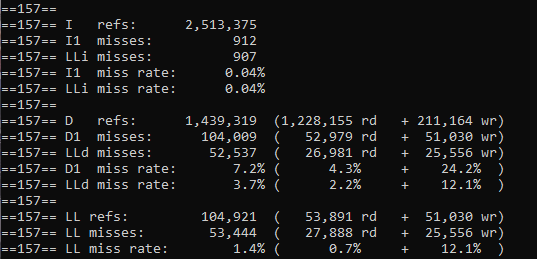 ==157==
==157== I   refs:      2,513,375
==157== I1  misses:          912
==157== LLi misses:          907
==157== I1  miss rate:      0.04%
==157== LLi miss rate:      0.04%
==157==
==157== D   refs:      1,439,319  (1,228,155 rd   + 211,164 wr)
==157== D1  misses:      104,009  (   52,979 rd   +  51,030 wr)
==157== LLd misses:       52,537  (   26,981 rd   +  25,556 wr)
==157== D1  miss rate:       7.2% (      4.3%     +    24.2%  )
==157== LLd miss rate:       3.7% (      2.2%     +    12.1%  )
==157==
==157== LL refs:         104,921  (   53,891 rd   +  51,030 wr)
==157== LL misses:        53,444  (   27,888 rd   +  25,556 wr)
==157== LL miss rate:        1.4% (      0.7%     +    12.1%  )